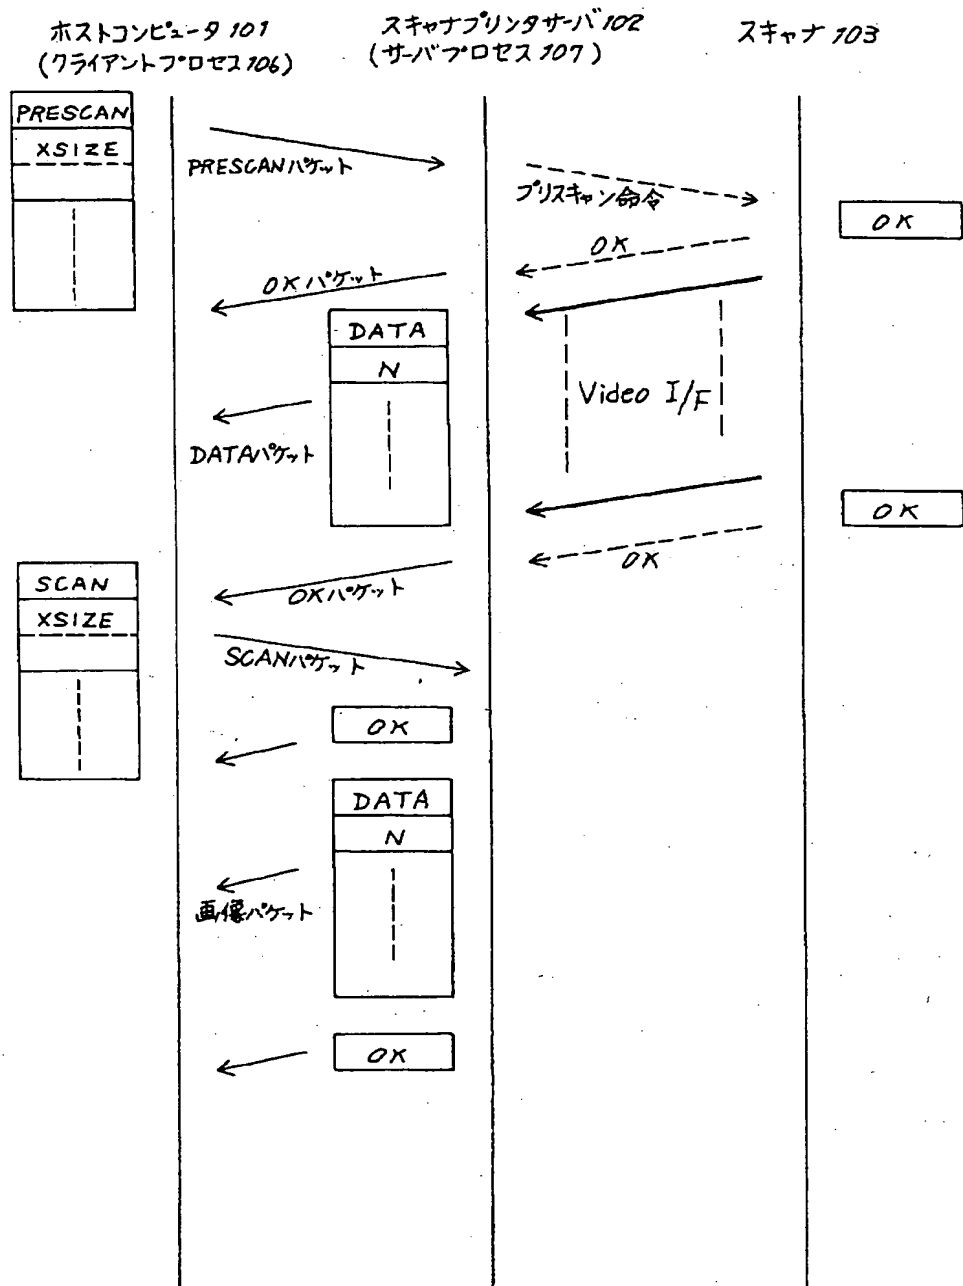 ホストコンピュータ 101
(クライアントプロセス 106)
スキャナプリンタサーバ 102
(サーバプロセス 107)
スキャナ 103
PRESCAN
XSIZE
PRESCANパケット
プリスキャン命令
OK
OK
OKパケット
DATA
N
Video I/F
DATAパケット
OK
OK
OKパケット
SCAN
XSIZE
SCANパケット
OK
DATA
N
画像パケット
OK